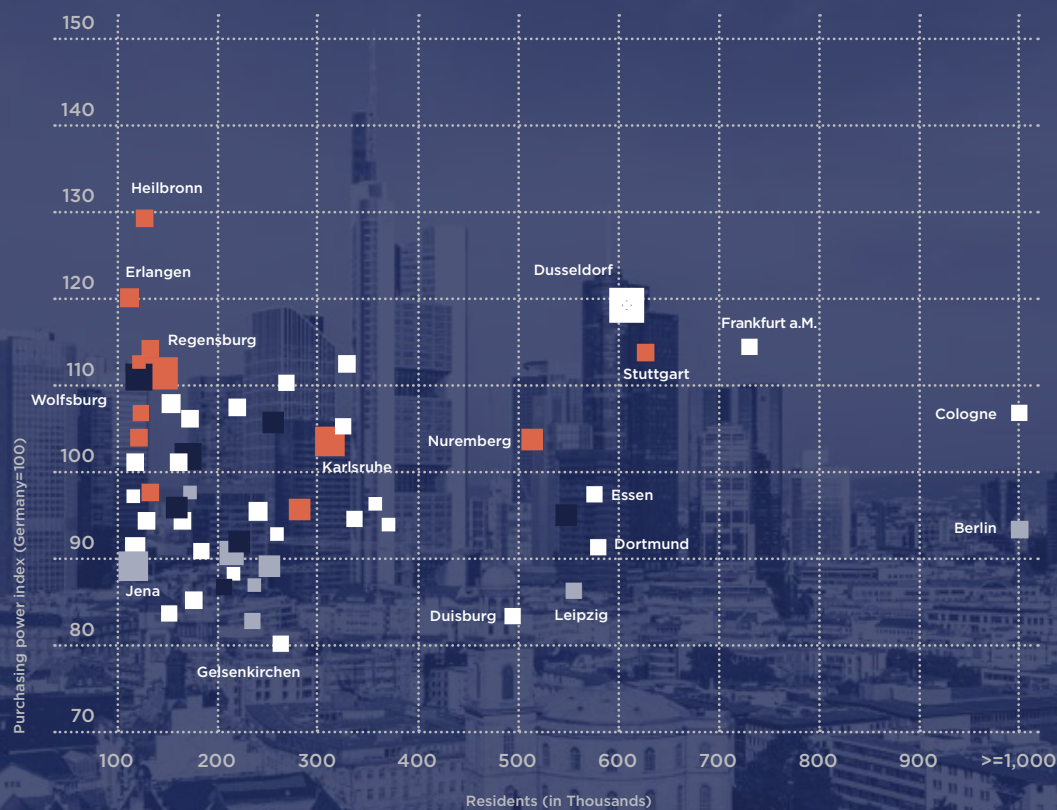 150
140
130
Heilbronn
Erlangen
120
Dusseldorf
Frankfurt a.M.
Regensburg
110
Stuttgart
Wolfsburg
Cologne
Nuremberg
100
Karlsruhe
Essen
Berlin
90
Dortmund
Jena
Duisburg
Leipzig
80
Gelsenkirchen
70
Purchasing power index (Germany=100)
100 200 300 400 500 600 700 800 900 >=1,000
Residents (in Thousands)